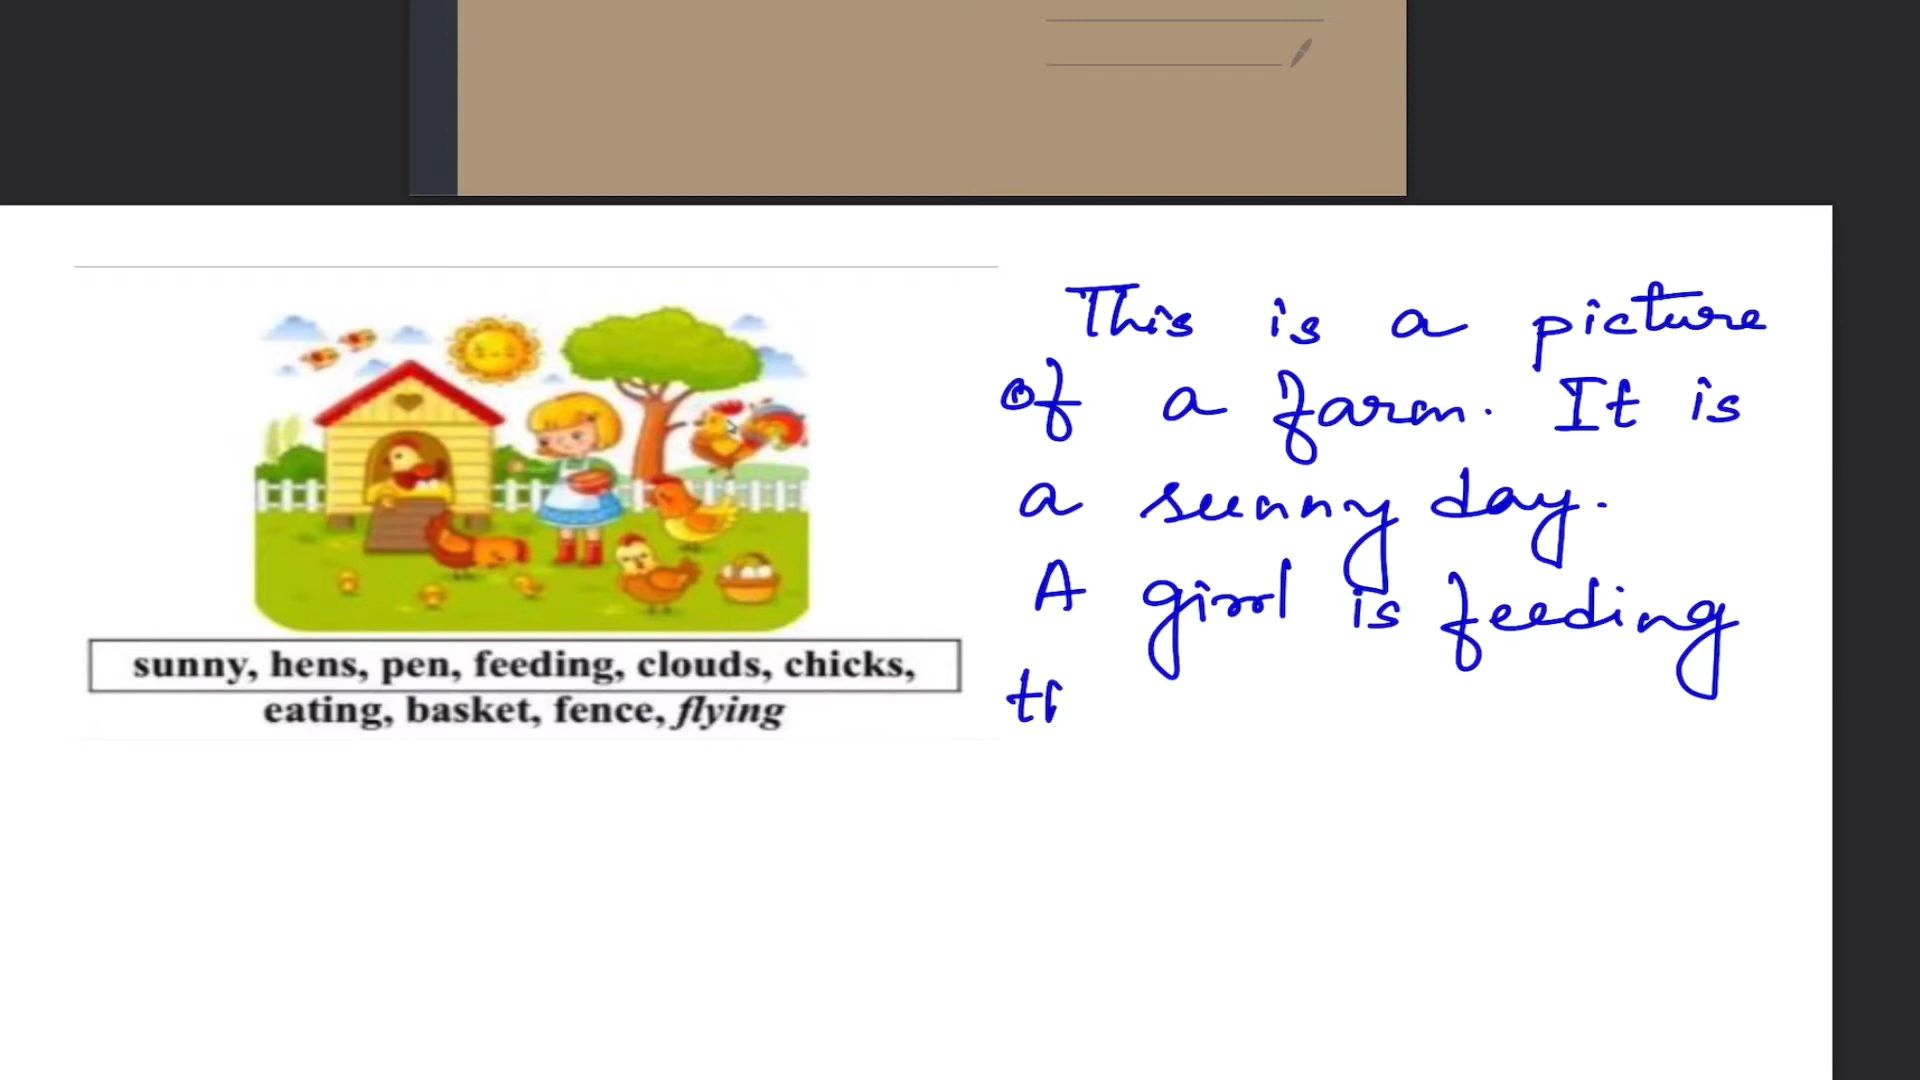 This is a picture
of a farm. It is
a sunny day.
A girl is feeding
sunny, hens, pen, feeding, clouds, chicks,
eating, basket, fence, flying